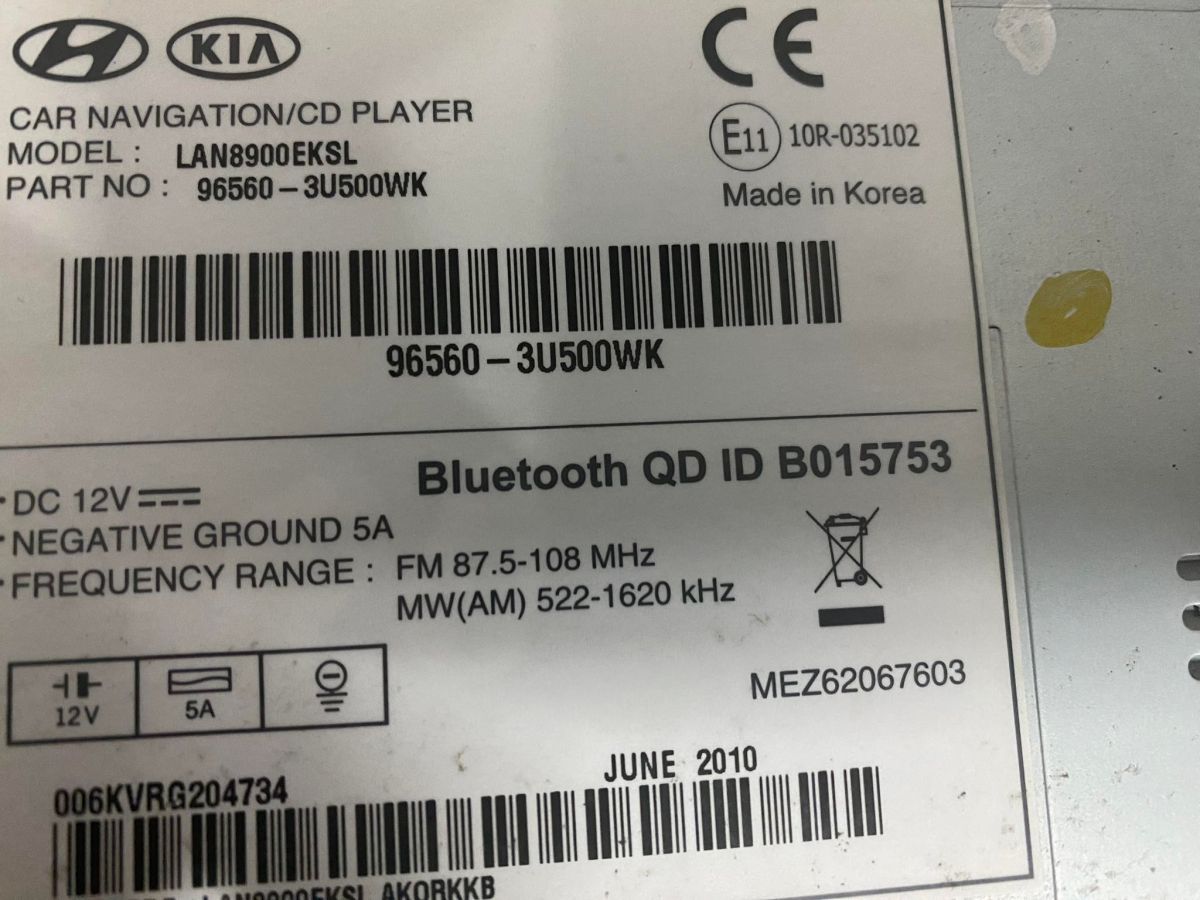 KIA
CE
CAR NAVIGATION/CD PLAYER
MODEL : LAN8900EKSL
PART NO : 96560-3U500WK
E11 10R-035102
Made in Korea
96560-3U500WK
Bluetooth QD ID B015753
•DC 12V
•NEGATIVE GROUND 5A
•FREQUENCY RANGE : FM 87.5-108 MHz
MW(AM) 522-1620 kHz
12V
5A
MEZ62067603
JUNE 2010
006KVRG204734
LAN8900EKSL AKORKKB